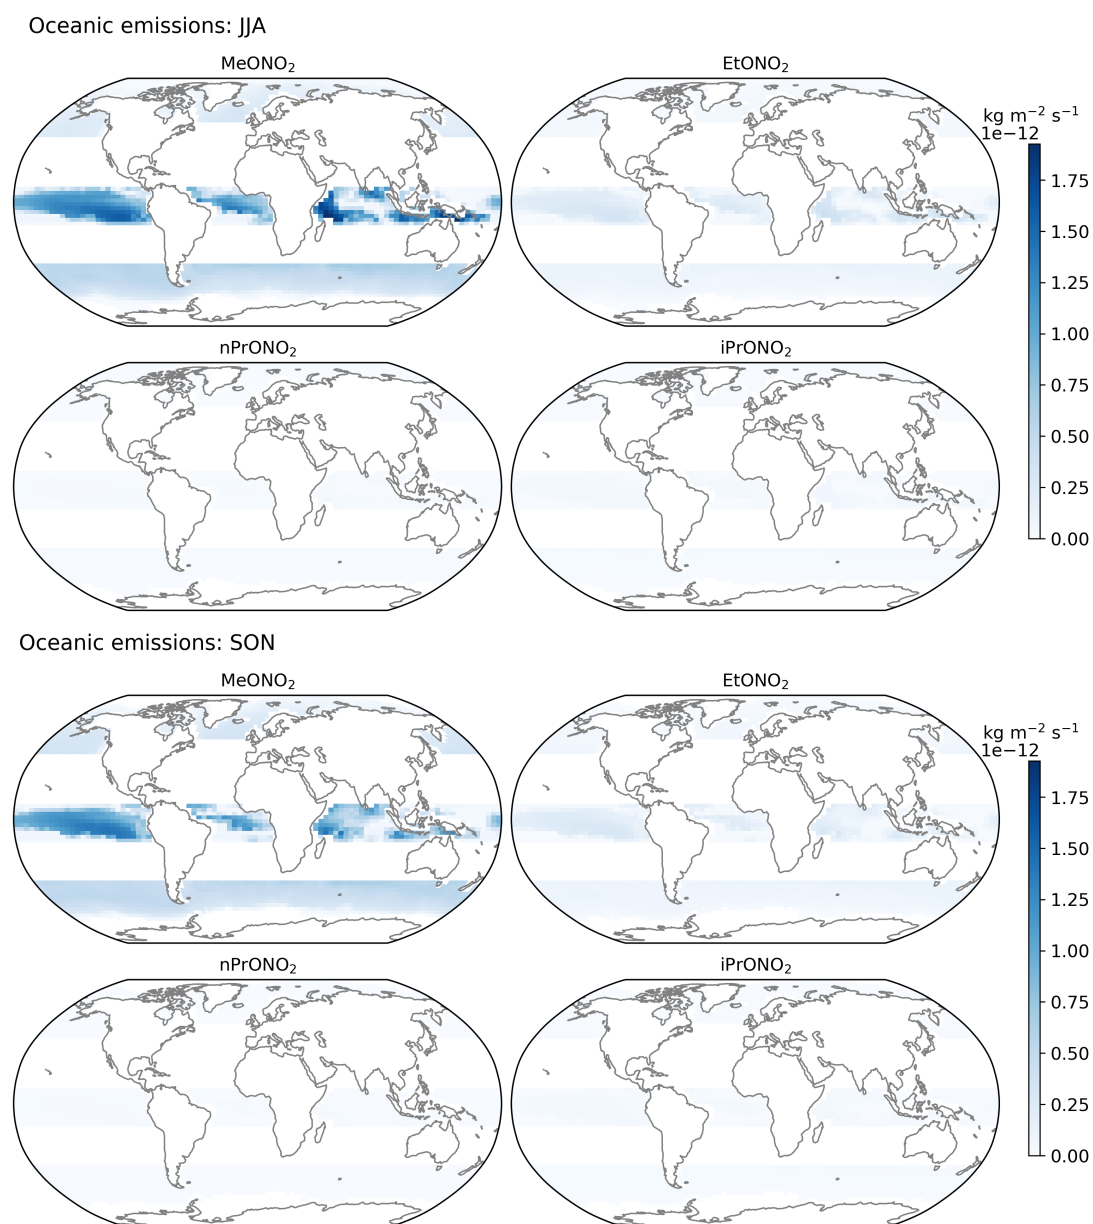 Oceanic emissions: JJA
MeONO₂
EtONO₂
kg m⁻² s⁻¹
1e−12
1.75
1.50
1.25
1.00
0.75
0.50
0.25
0.00
nPrONO₂
iPrONO₂
Oceanic emissions: SON
MeONO₂
EtONO₂
kg m⁻² s⁻¹
1e−12
1.75
1.50
1.25
1.00
0.75
0.50
0.25
0.00
nPrONO₂
iPrONO₂